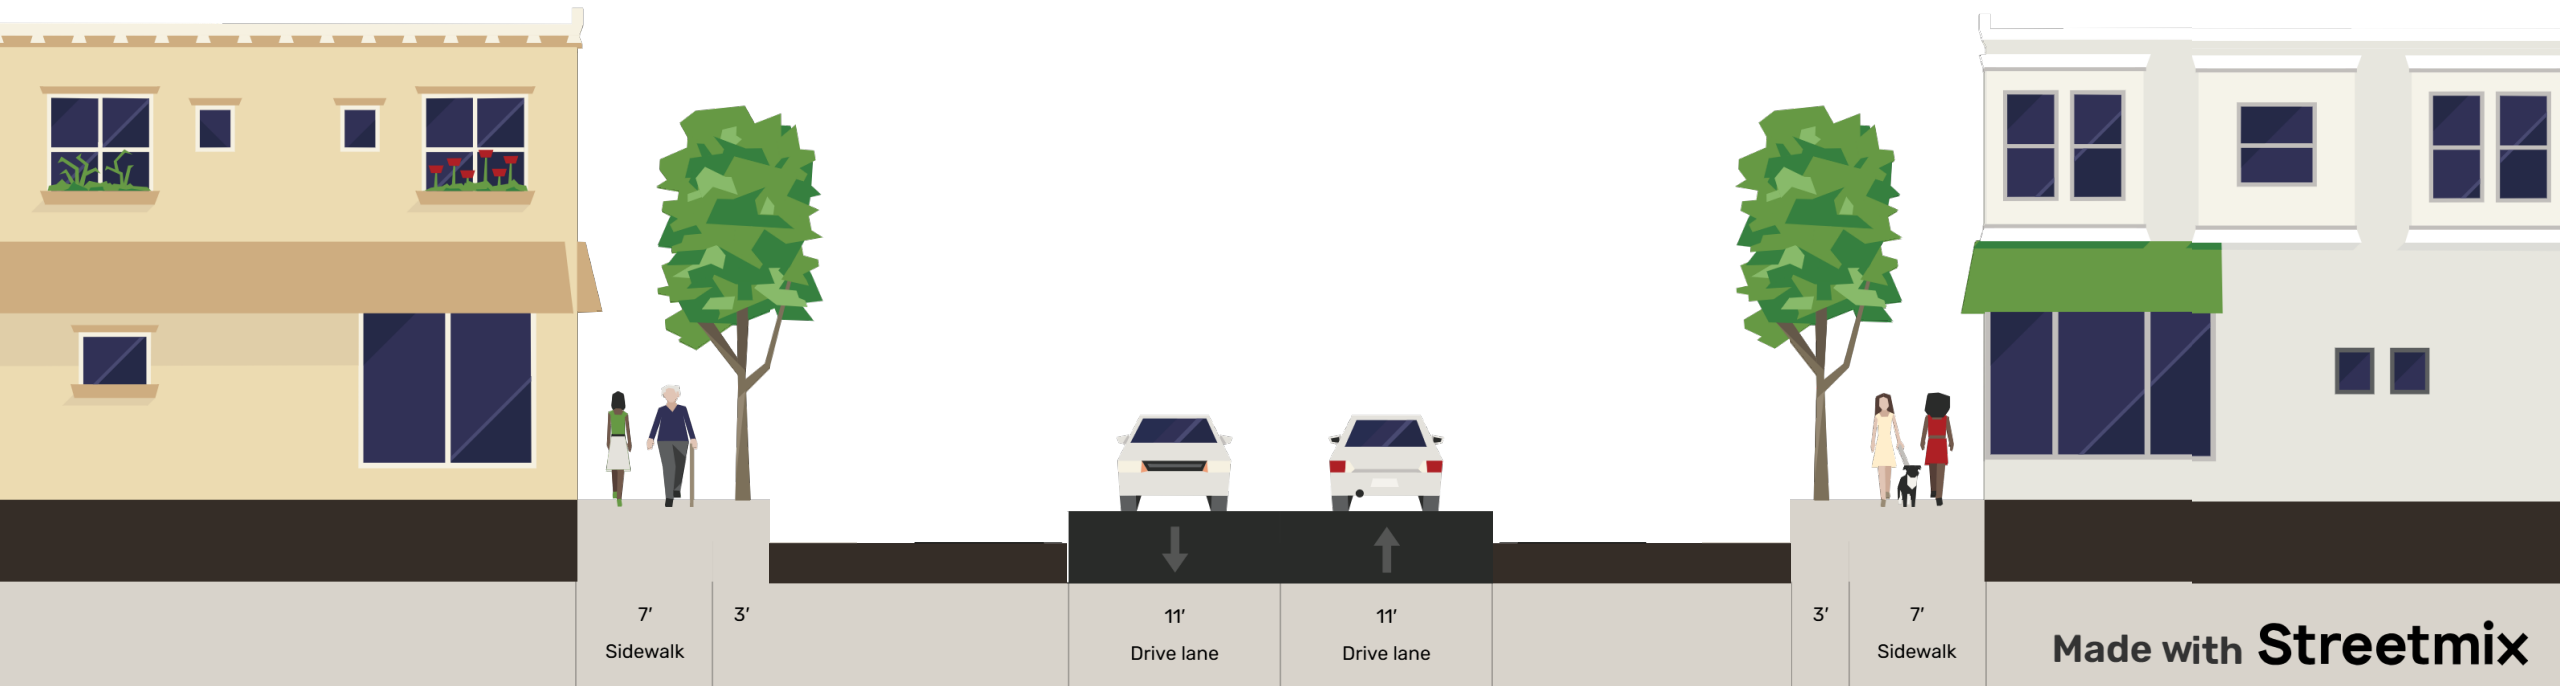 7′
Sidewalk
3′
11′
Drive lane
11′
Drive lane
3′
7′
Sidewalk
Made with Streetmix